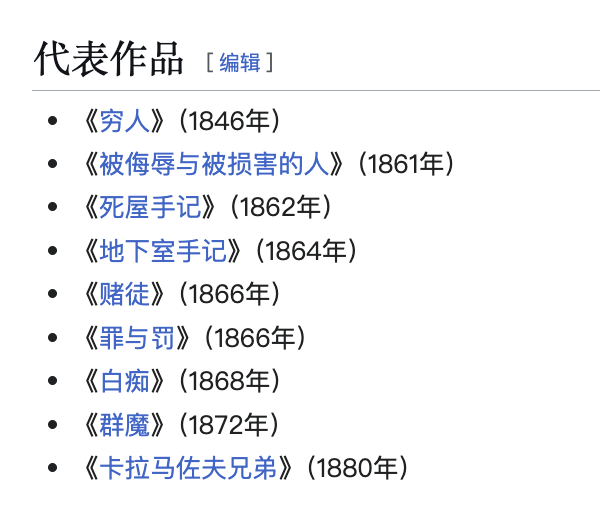 代表作品 [编辑]
《穷人》(1846年)
《被侮辱与被损害的人》(1861年)
《死屋手记》(1862年)
《地下室手记》(1864年)
《赌徒》(1866年)
《罪与罚》(1866年)
《白痴》(1868年)
《群魔》(1872年)
《卡拉马佐夫兄弟》(1880年)